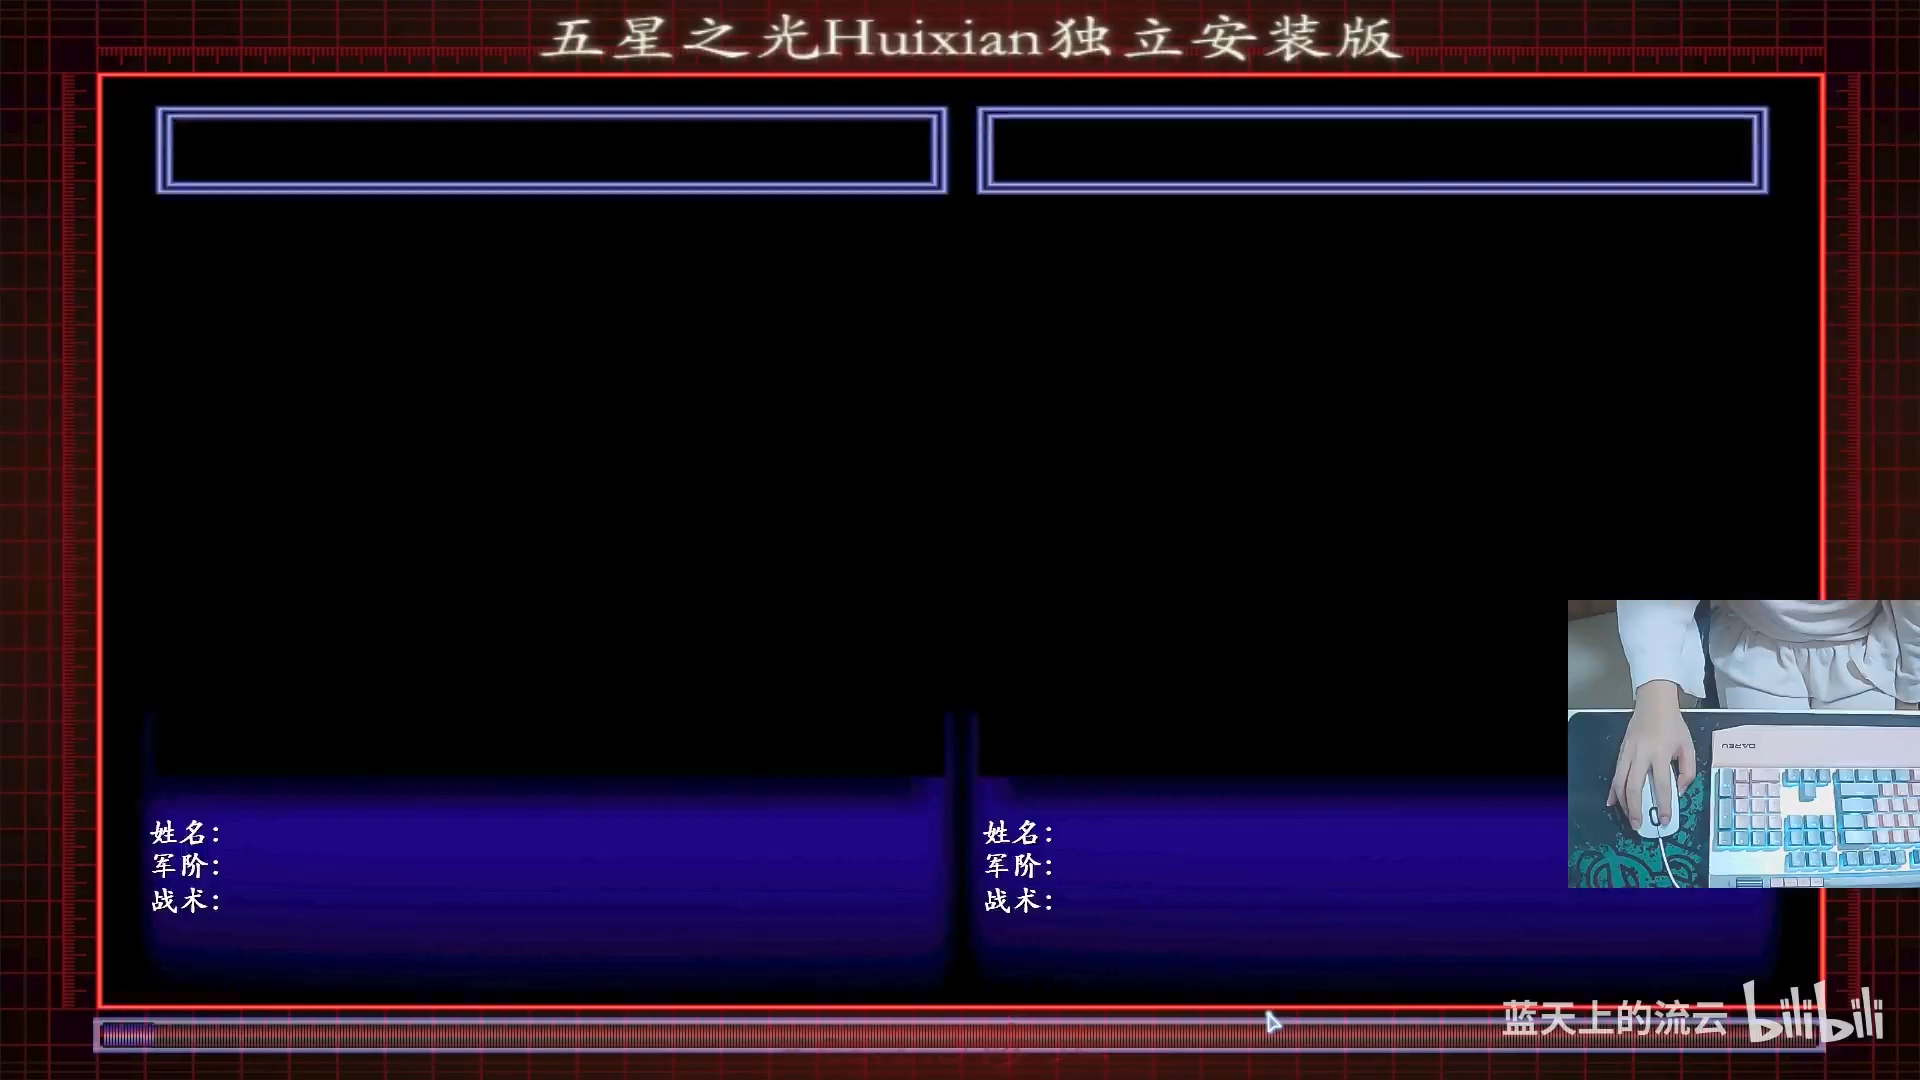 五星之光Huixian独立安装版
姓名：
军阶：
战术：
姓名：
军阶：
战术：
DAREU
蓝天上的流云 bilibili